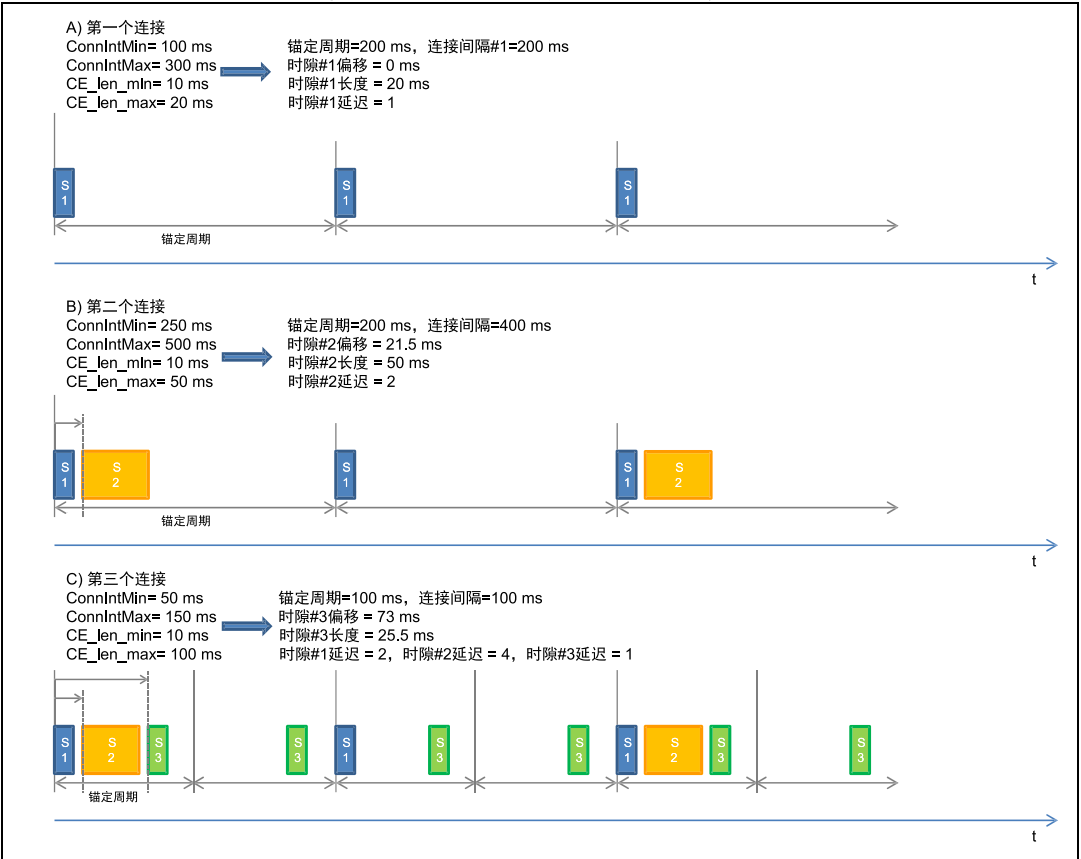 A) 第一个连接
ConnIntMin= 100 ms
ConnIntMax= 300 ms
CE_len_mIn= 10 ms
CE_len_max= 20 ms
锚定周期=200 ms，连接间隔#1=200 ms
时隙#1偏移 = 0 ms
时隙#1长度 = 20 ms
时隙#1延迟 = 1
S
1
S
1
S
1
锚定周期
t
B) 第二个连接
ConnIntMin= 250 ms
ConnIntMax= 500 ms
CE_len_mIn= 10 ms
CE_len_max= 50 ms
锚定周期=200 ms，连接间隔=400 ms
时隙#2偏移 = 21.5 ms
时隙#2长度 = 50 ms
时隙#2延迟 = 2
S
1
S
2
S
1
S
1
S
2
锚定周期
t
C) 第三个连接
ConnIntMin= 50 ms
ConnIntMax= 150 ms
CE_len_min= 10 ms
CE_len_max= 100 ms
锚定周期=100 ms，连接间隔=100 ms
时隙#3偏移 = 73 ms
时隙#3长度 = 25.5 ms
时隙#1延迟 = 2，时隙#2延迟 = 4，时隙#3延迟 = 1
S
1
S
2
S
3
S
3
S
1
S
3
S
3
S
1
S
2
S
3
S
3
锚定周期
t